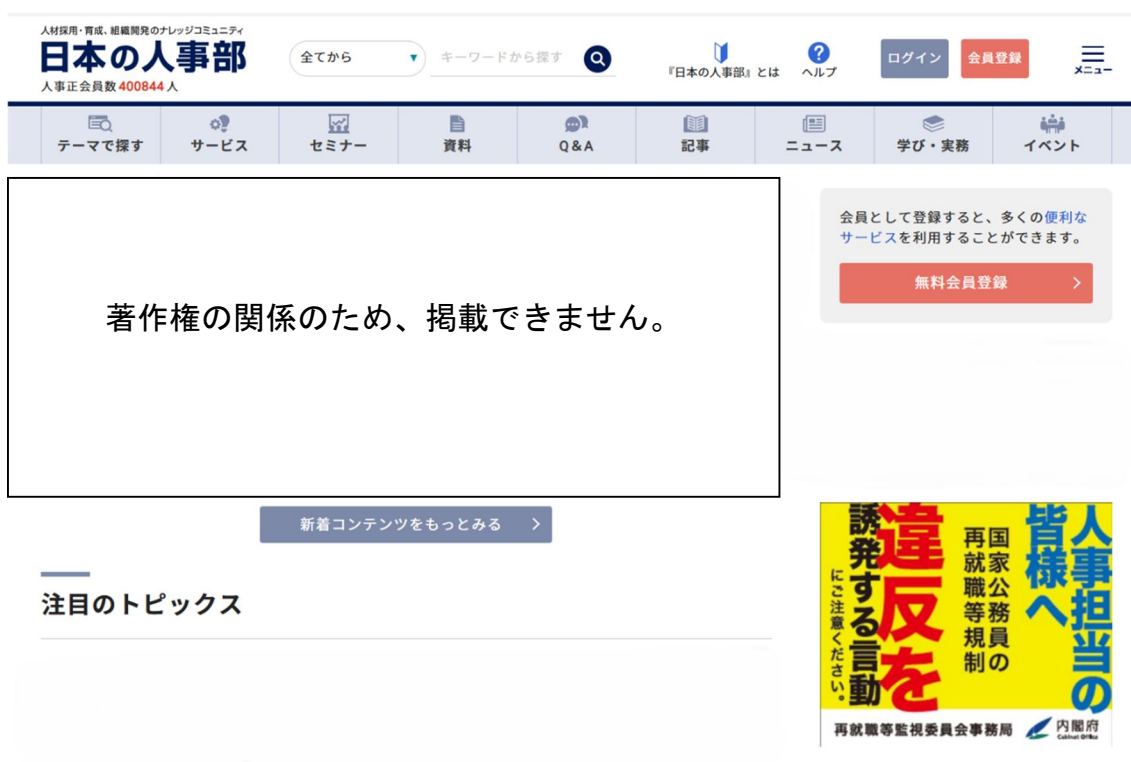 人材採用・育成、組織開発のナレッジコミュニティ
日本の人事部
人事正会員数 400844 人
全てから
キーワードから探す
『日本の人事部』とは
ヘルプ
ログイン
会員登録
メニュー
テーマで探す
サービス
セミナー
資料
Q&A
記事
ニュース
学び・実務
イベント
著作権の関係のため、掲載できません。
会員として登録すると、多くの便利な
サービスを利用することができます。
無料会員登録
新着コンテンツをもっとみる
注目のトピックス
人事担当の
皆様へ
国家公務員の
再就職等規制
違反を
誘発する言動
にご注意ください。
再就職等監視委員会事務局
内閣府
Cabinet Office